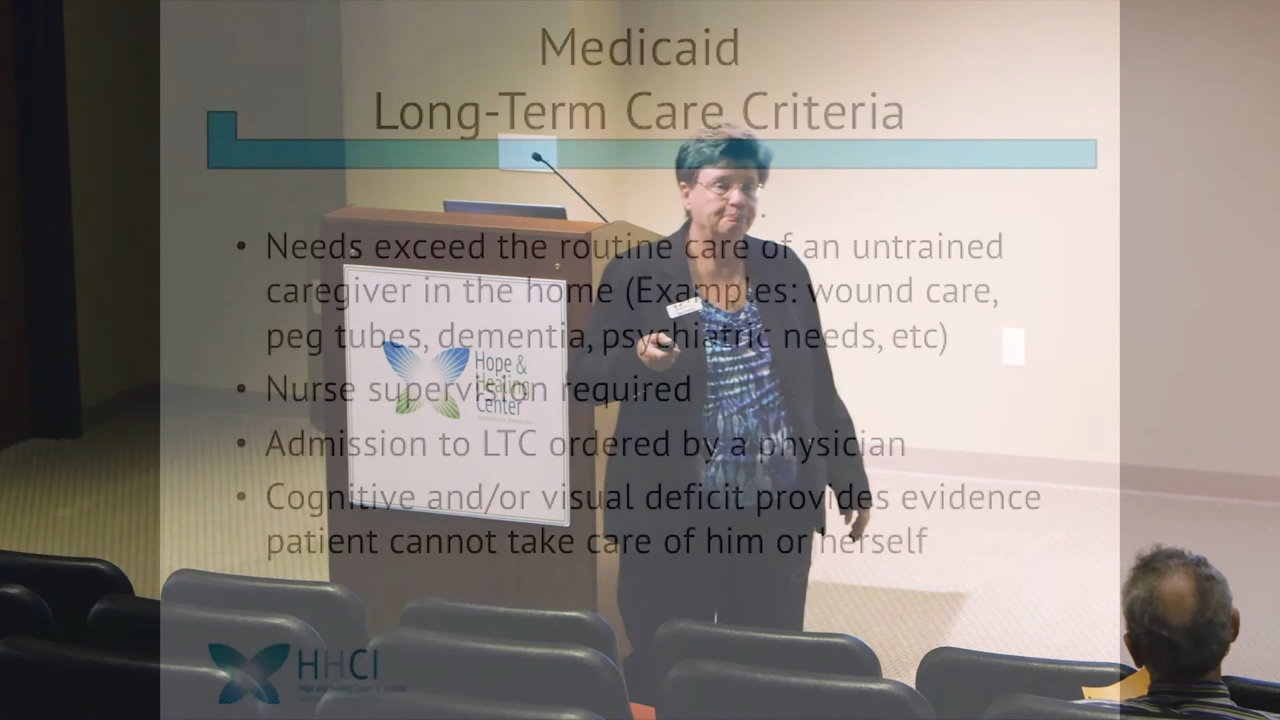 Medicaid
Long-Term Care Criteria
• Needs exceed the routine care of an untrained
caregiver in the home (Examples: wound care,
peg tubes, dementia, psychiatric needs, etc)
• Nurse supervision required
• Admission to LTC ordered by a physician
• Cognitive and/or visual deficit provides evidence
patient cannot take care of him or herself
Hope &
Healing
Center
HHCI